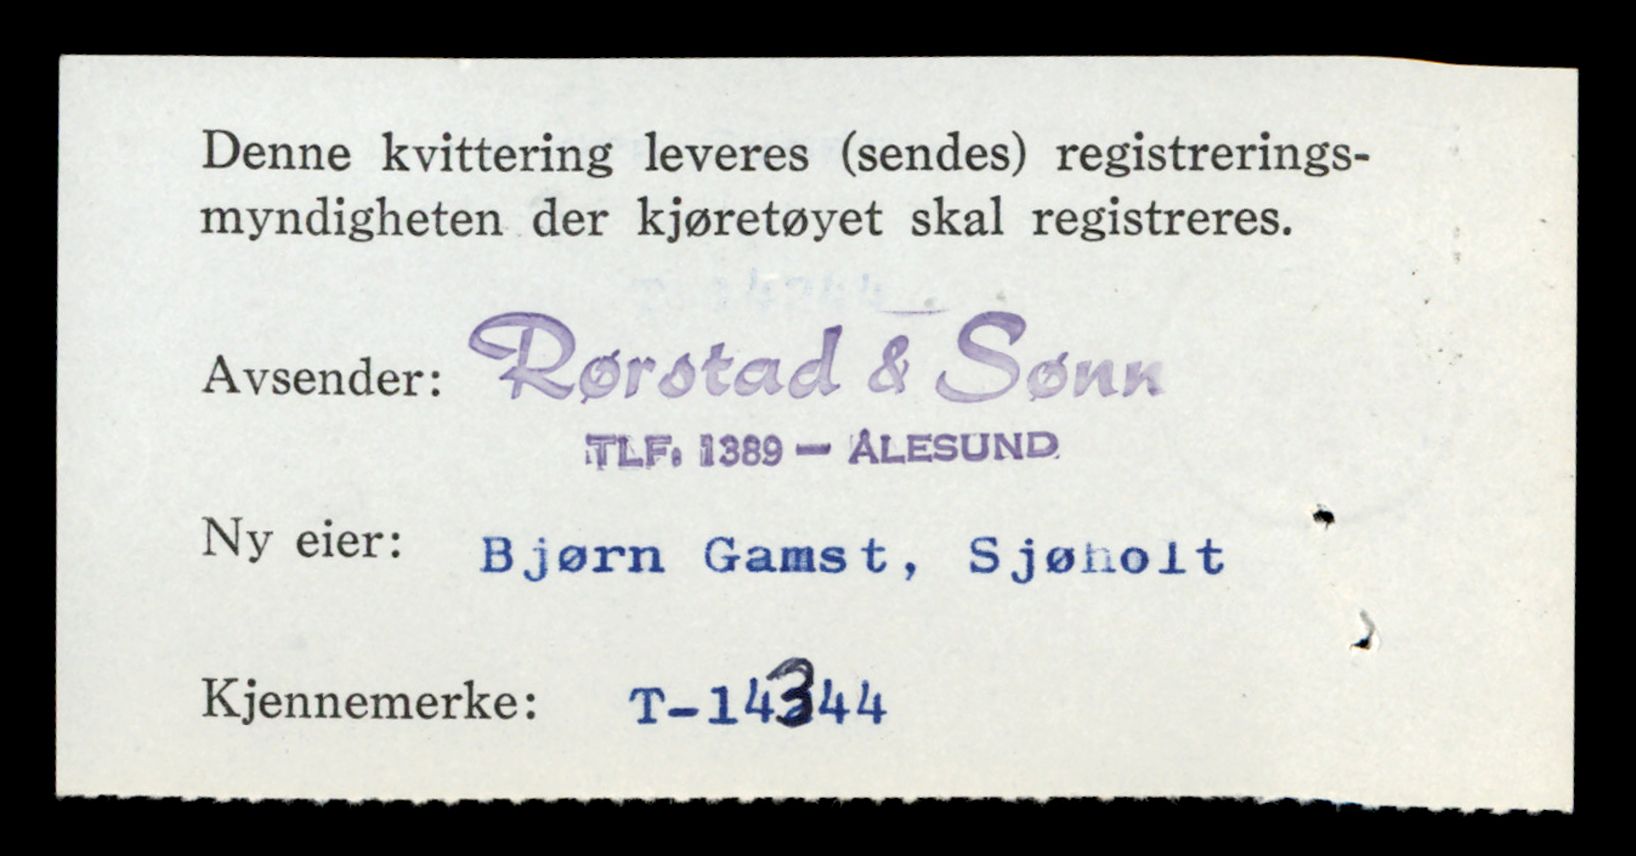 Denne kvittering leveres (sendes) registrerings-
myndigheten der kjøretøyet skal registreres.
Avsender: Rørstad & Sønn
TLF. 1389 — ÅLESUND
Ny eier: Bjørn Gamst, Sjøholt
Kjennemerke: T-14344